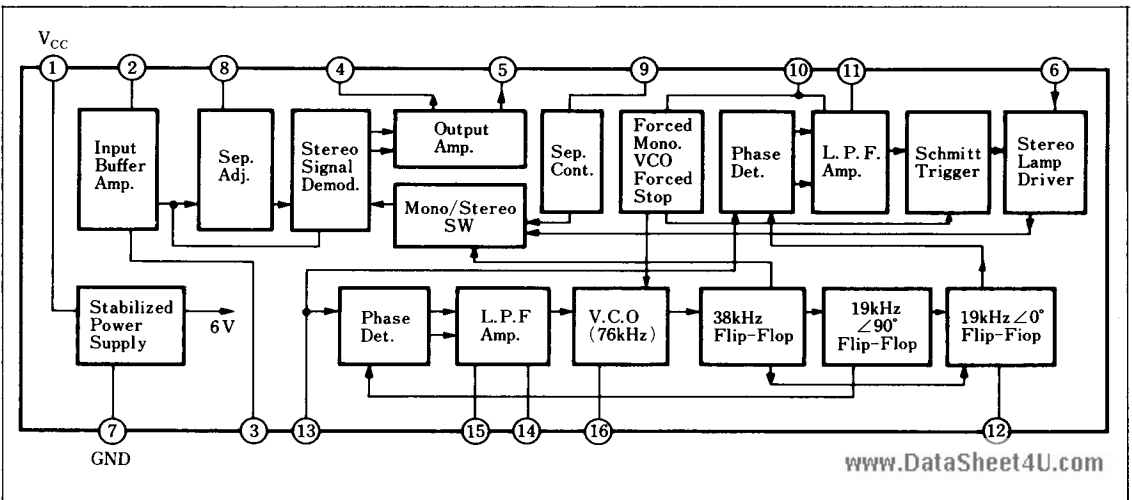 V_CC
1
2
8
4
5
9
10
11
6
Input
Buffer
Amp.
Sep.
Adj.
Stereo
Signal
Demod.
Output
Amp.
Mono/Stereo
SW
Sep.
Cont.
Forced
Mono.
VCO
Forced
Stop
Phase
Det.
L.P.F.
Amp.
Schmitt
Trigger
Stereo
Lamp
Driver
Stabilized
Power
Supply
6V
Phase
Det.
L.P.F
Amp.
V.C.O
(76kHz)
38kHz
Flip-Flop
19kHz
∠90°
Flip-Flop
19kHz∠0°
Flip-Fiop
7
3
13
15
14
16
12
GND
www.DataSheet4U.com